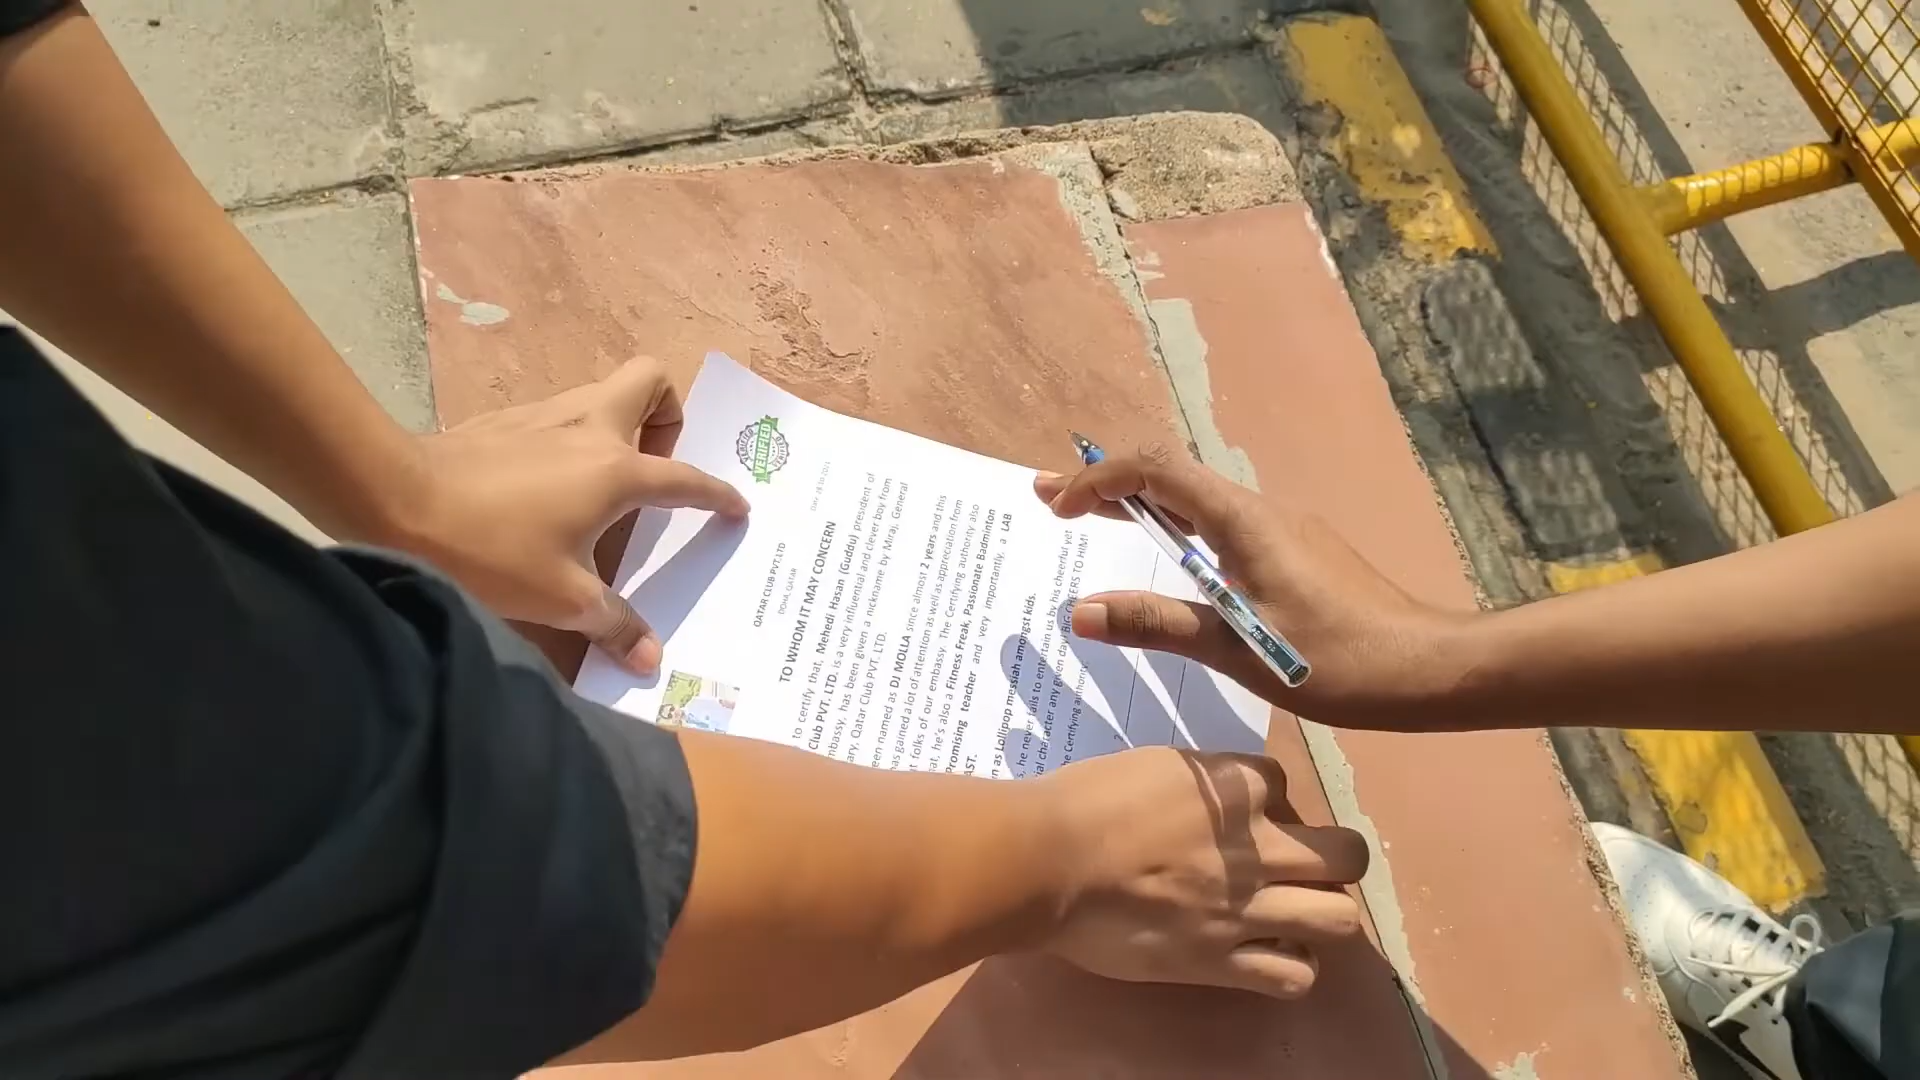 VERIFIED
QATAR CLUB PVT.LTD
DOHA, QATAR
TO WHOM IT MAY CONCERN
to certify that, Mehedi Hasan (Guddu) president of
Club PVT. LTD. is a very influential and clever boy from
mbassy, has been given a nickname by Miraj, General
ary, Qatar Club PVT. LTD.
een named as DJ MOLLA since almost 2 years and this
as gained a lot of attention as well as appreciation from
t folks of our embassy. The Certifying authority also
at, he's also a Fitness Freak, Passionate Badminton
Promising teacher and very importantly, a LAB
AST.
n as Lollipop messiah amongst kids.
s, he never fails to entertain us by his cheerful yet
ial character any given day! BIG CHEERS TO HIM!
he Certifying authority.
2